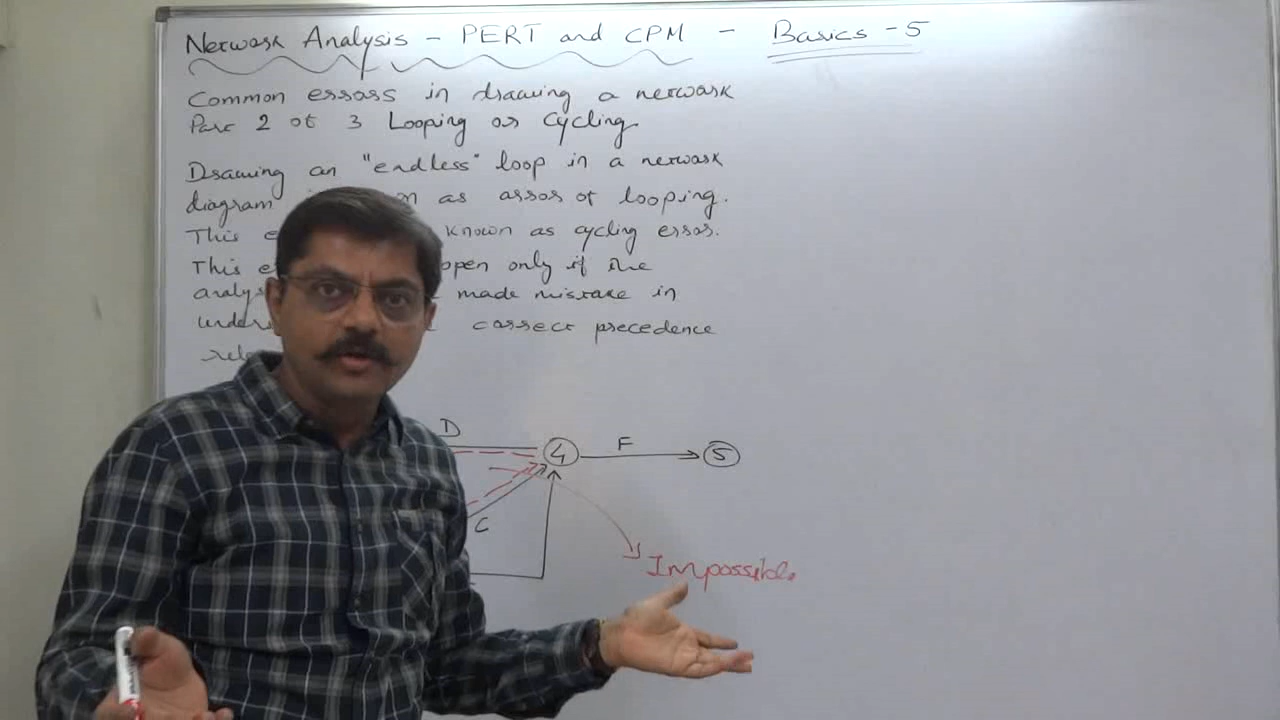 Network Analysis - PERT and CPM - Basics - 5
Common errors in drawing a network
Part 2 of 3 Looping or Cycling
Drawing an "endless" loop in a network
diagram as error of looping.
This known as cycling error.
This only if the
made mistake in
correct precedence
D
4
F
5
C
Impossible